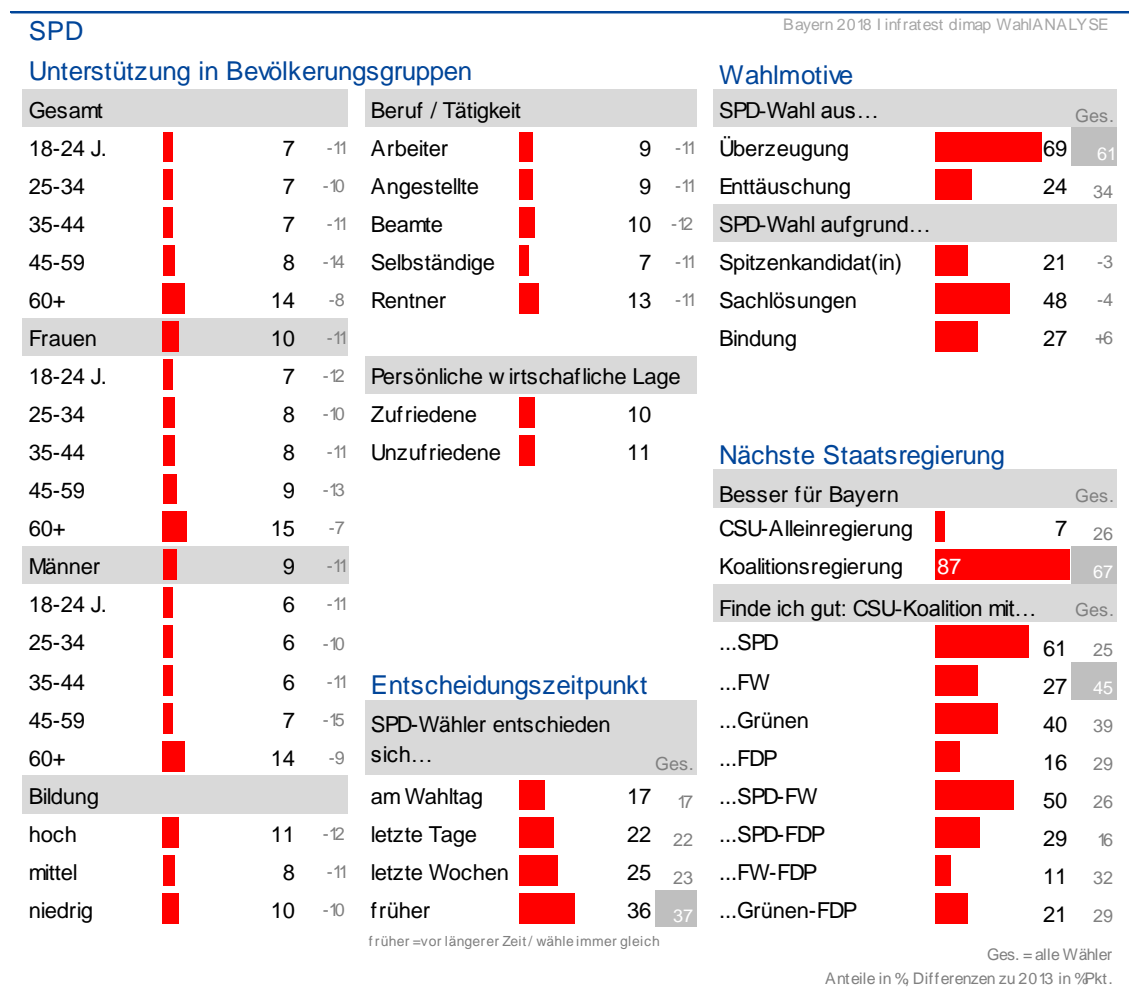 SPD
Bayern 2018 I infratest dimap WahlANALYSE
Unterstützung in Bevölkerungsgruppen
Gesamt
18-24 J. 7 -11
25-34 7 -10
35-44 7 -11
45-59 8 -14
60+ 14 -8
Frauen 10 -11
18-24 J. 7 -12
25-34 8 -10
35-44 8 -11
45-59 9 -13
60+ 15 -7
Männer 9 -11
18-24 J. 6 -11
25-34 6 -10
35-44 6 -11
45-59 7 -15
60+ 14 -9
Bildung
hoch 11 -12
mittel 8 -11
niedrig 10 -10
Beruf / Tätigkeit
Arbeiter 9 -11
Angestellte 9 -11
Beamte 10 -12
Selbständige 7 -11
Rentner 13 -11
Persönliche wirtschafliche Lage
Zufriedene 10
Unzufriedene 11
Entscheidungszeitpunkt
SPD-Wähler entschieden
sich... Ges.
am Wahltag 17 17
letzte Tage 22 22
letzte Wochen 25 23
früher 36 37
früher =vor längerer Zeit/ wähle immer gleich
Wahlmotive
SPD-Wahl aus... Ges.
Überzeugung 69 61
Enttäuschung 24 34
SPD-Wahl aufgrund...
Spitzenkandidat(in) 21 -3
Sachlösungen 48 -4
Bindung 27 +6
Nächste Staatsregierung
Besser für Bayern Ges.
CSU-Alleinregierung 7 26
Koalitionsregierung 87 67
Finde ich gut: CSU-Koalition mit... Ges.
...SPD 61 25
...FW 27 45
...Grünen 40 39
...FDP 16 29
...SPD-FW 50 26
...SPD-FDP 29 16
...FW-FDP 11 32
...Grünen-FDP 21 29
Ges. = alle Wähler
Anteile in %, Differenzen zu 2013 in %Pkt.